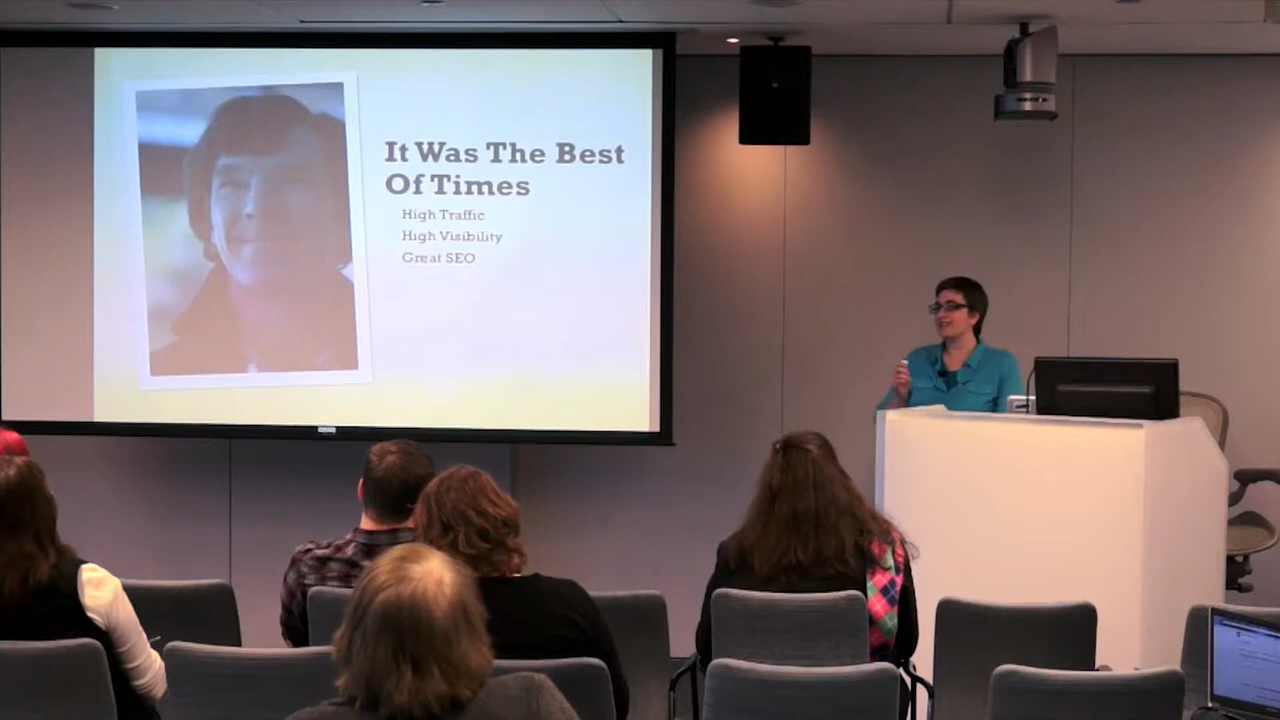 It Was The Best
Of Times
High Traffic
High Visibility
Great SEO